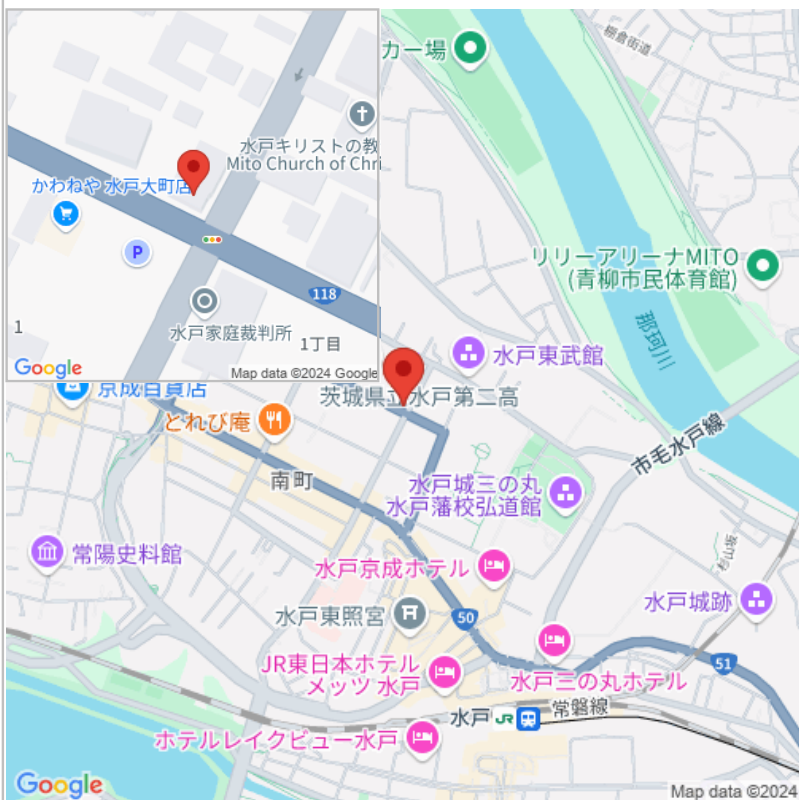 水戸キリストの教
Mito Church of Chri
かわねや 水戸大町店
P
118
水戸家庭裁判所
1
1丁目
Google
Map data ©2024 Google
カー場
棚倉街道
リリーアリーナMITO
(青柳市民体育館)
那珂川
水戸東武館
京成百貨店
茨城県立水戸第二高
とれび庵
市毛水戸線
南町
水戸城三の丸
水戸藩校弘道館
杉山坂
常陽史料館
水戸京成ホテル
水戸城跡
水戸東照宮
50
JR東日本ホテル
メッツ 水戸
51
水戸三の丸ホテル
水戸
JR
常磐線
ホテルレイクビュー水戸
Google
Map data ©2024